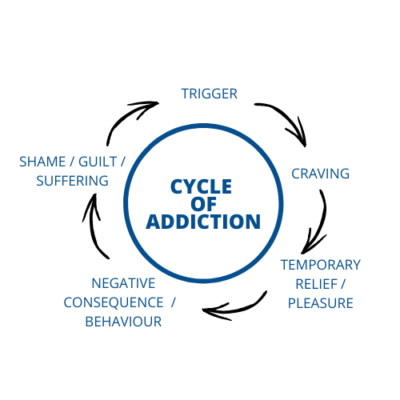 TRIGGER
CRAVING
TEMPORARY
RELIEF /
PLEASURE
NEGATIVE
CONSEQUENCE /
BEHAVIOUR
SHAME / GUILT /
SUFFERING
CYCLE
OF
ADDICTION